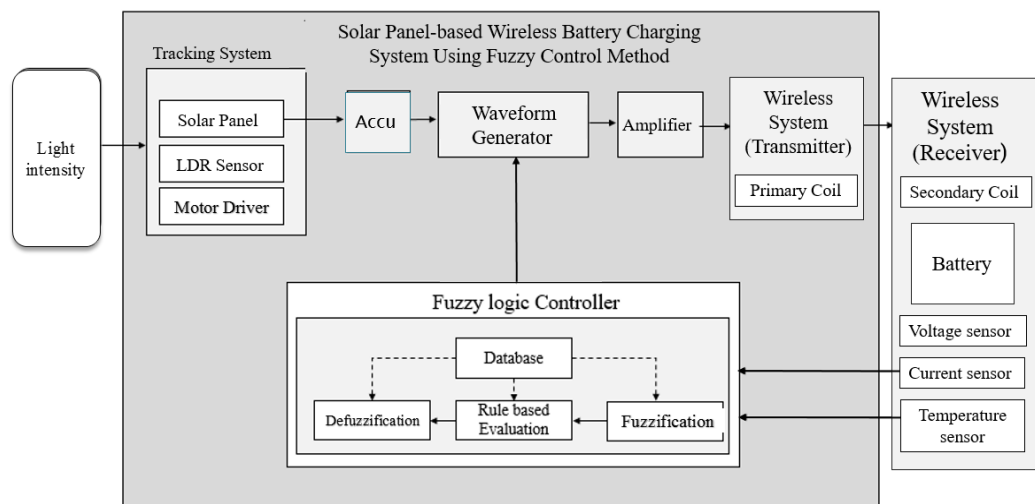 Solar Panel-based Wireless Battery Charging
System Using Fuzzy Control Method
Tracking System
Light
intensity
Solar Panel
LDR Sensor
Motor Driver
Accu
Waveform
Generator
Amplifier
Wireless
System
(Transmitter)
Primary Coil
Wireless
System
(Receiver)
Secondary Coil
Battery
Voltage sensor
Current sensor
Temperature
sensor
Fuzzy logic Controller
Database
Defuzzification
Rule based
Evaluation
Fuzzification